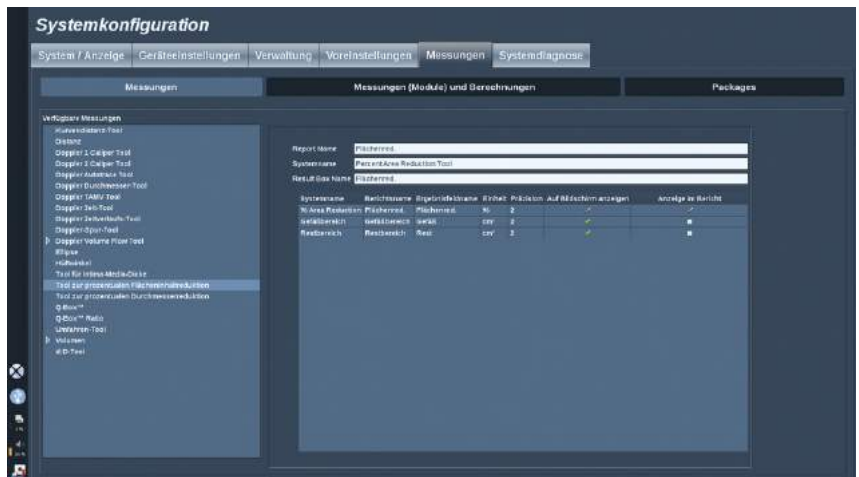 Systemkonfiguration
System / Anzeige Geräteeinstellungen Verwaltung Voreinstellungen Messungen Systemdiagnose
Messungen Messungen (Module) und Berechnungen Packages
Verfügbare Messungen
Kurvendistanz-Tool
Distanz
Doppler 1 Caliper Tool
Doppler 2 Caliper Tool
Doppler Autotrace Tool
Doppler Durchmesser-Tool
Doppler TAMV Tool
Doppler Zeit-Tool
Doppler Zeitverläufe-Tool
Doppler-Spur-Tool
Doppler Volume Flow Tool
Ellipse
Hüftwinkel
Tool für Intima-Media-Dicke
Tool zur prozentualen Flächeninhaltreduktion
Tool zur prozentualen Durchmesserreduktion
Q-Box™
Q-Box™ Ratio
Umfahren-Tool
Volumen
Report Name Flächenred.
Systemname Percent Area Reduction Tool
Result Box Name Flächenred.
Systemname Berichtsname Ergebnisfeldname Einheit Präzision Auf Bildschirm anzeigen Anzeige in Bericht
% Area Reduction Flächenred. Flächenred. % 2
Gefäßbereich Gefäßbereich Gefäß cm² 2
Restbereich Restbereich Rest cm² 2